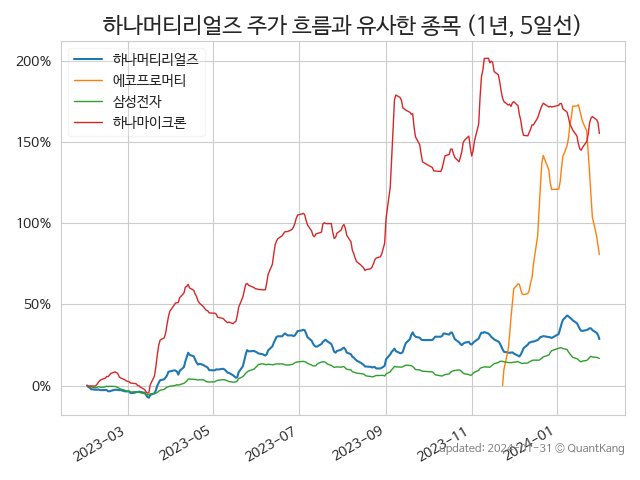 하나머티리얼즈 주가 흐름과 유사한 종목 (1년, 5일선)
하나머티리얼즈
에코프로머티
삼성전자
하나마이크론
200%
150%
100%
50%
0%
2023-03
2023-05
2023-07
2023-09
2023-11
2024-01
updated: 2024-01-31 © QuantKang